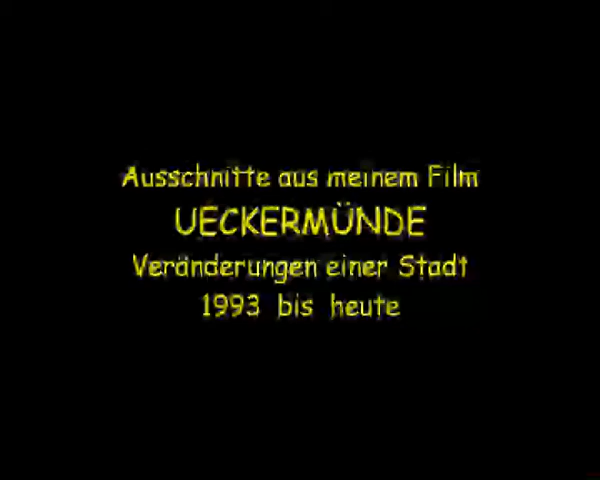 Ausschnitte aus meinem Film
UECKERMÜNDE
Veränderungen einer Stadt
1993 bis heute